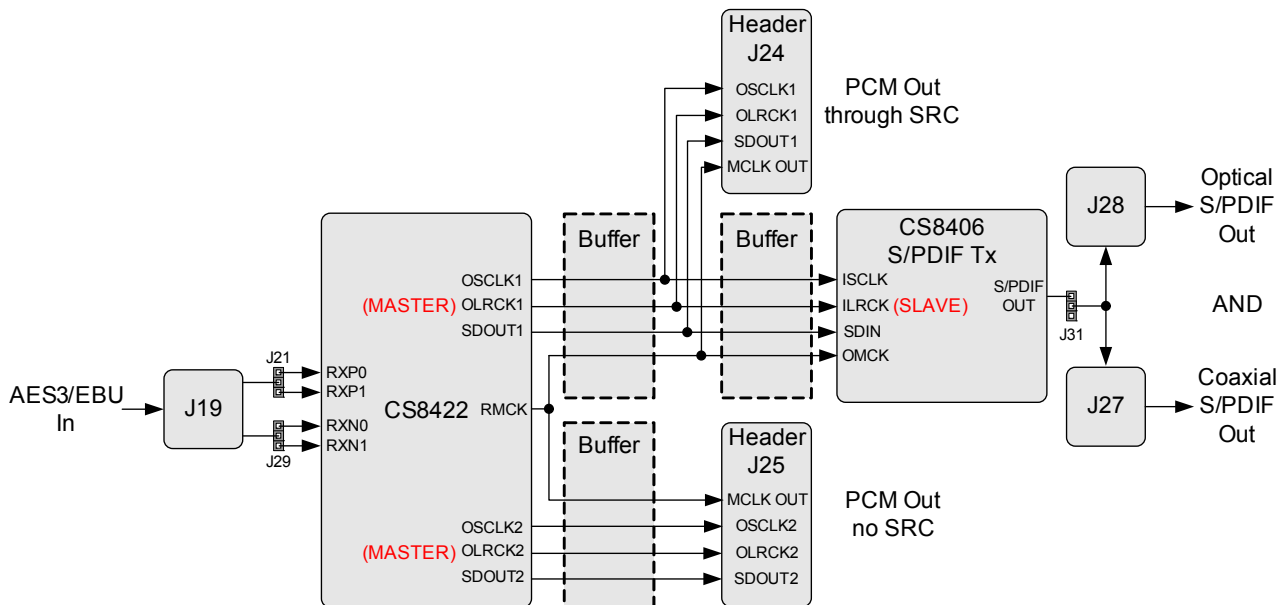 Header
J24
OSCLK1
OLRCK1
SDOUT1
MCLK OUT
PCM Out
through SRC
AES3/EBU
In
J19
J21
J29
RXP0
RXP1
RXN0
RXN1
CS8422
OSCLK1
(MASTER) OLRCK1
SDOUT1
RMCK
OSCLK2
(MASTER) OLRCK2
SDOUT2
Buffer
Buffer
Buffer
CS8406
S/PDIF Tx
ISCLK
ILRCK (SLAVE)
SDIN
OMCK
S/PDIF
OUT
J31
J28
Optical
S/PDIF
Out
AND
J27
Coaxial
S/PDIF
Out
Header
J25
MCLK OUT
OSCLK2
OLRCK2
SDOUT2
PCM Out
no SRC